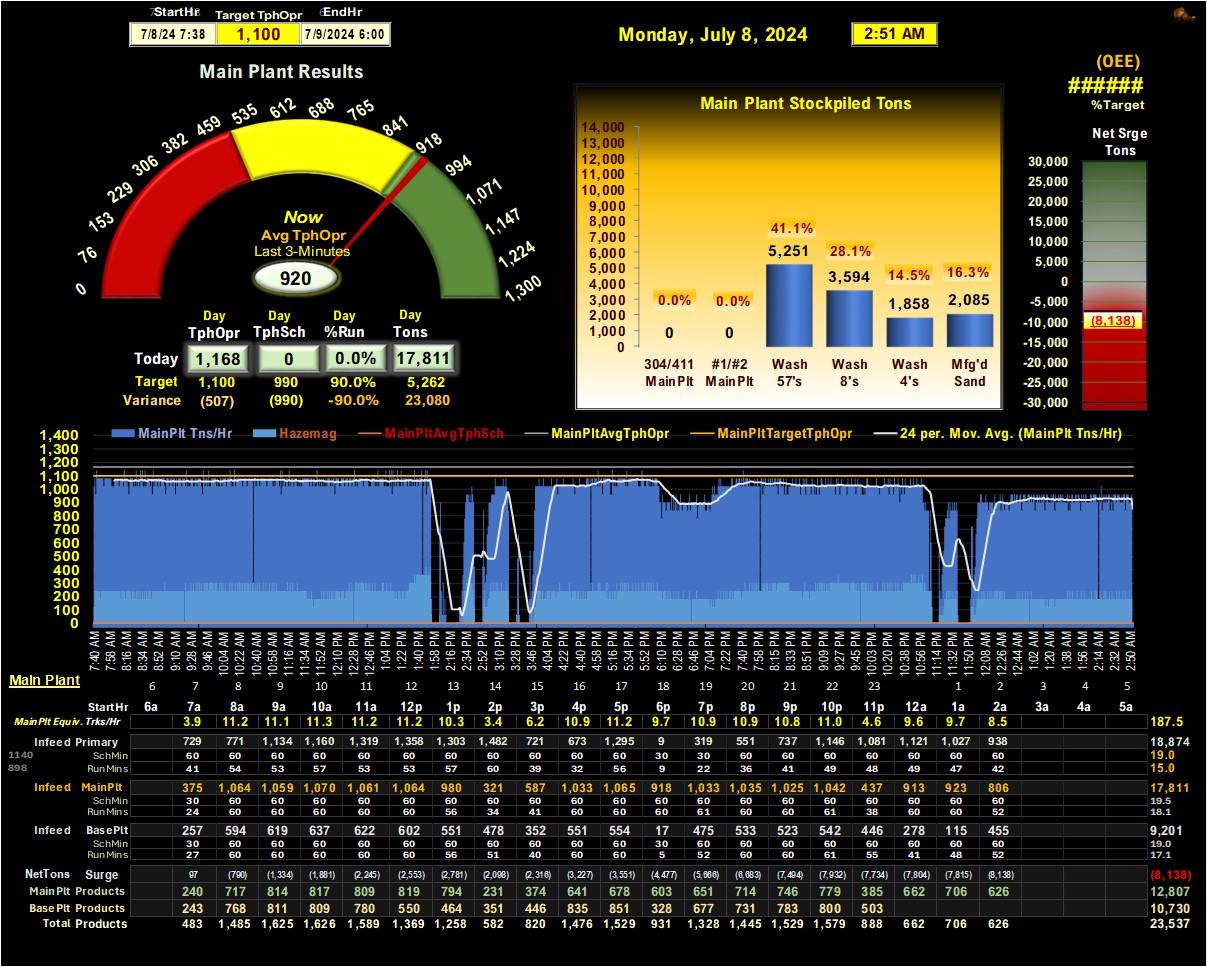 StartHr Target TphOpr EndHr
7/8/24 7:38 1,100 7/9/2024 6:00
Monday, July 8, 2024 2:51 AM
(OEE)
######
%Target
Main Plant Results
0 76 153 229 306 382 459 535 612 688 765 841 918 994 1,071 1,147 1,224 1,300
Now
Avg TphOpr
Last 3-Minutes
920
Day Day Day Day
TphOpr TphSch %Run Tons
Today 1,168 0 0.0% 17,811
Target 1,100 990 90.0% 5,262
Variance (507) (990) -90.0% 23,080
Main Plant Stockpiled Tons
14,000
13,000
12,000
11,000
10,000
9,000
8,000
7,000
6,000
5,000
4,000
3,000
2,000
1,000
0
0.0% 0.0% 41.1% 28.1% 14.5% 16.3%
0 0 5,251 3,594 1,858 2,085
304/411 #1/#2 Wash Wash Wash Mfg'd
MainPlt MainPlt 57's 8's 4's Sand
Net Srge
Tons
30,000
25,000
20,000
15,000
10,000
5,000
0
-5,000
-10,000 (8,138)
-15,000
-20,000
-25,000
-30,000
MainPlt Tns/Hr Hazemag MainPltAvgTphSch MainPltAvgTphOpr MainPltTargetTphOpr 24 per. Mov. Avg. (MainPlt Tns/Hr)
1,400
1,300
1,200
1,100
1,000
900
800
700
600
500
400
300
200
100
0
7:40 AM 7:58 AM 8:16 AM 8:34 AM 8:52 AM 9:10 AM 9:28 AM 9:46 AM 10:04 AM 10:22 AM 10:40 AM 10:58 AM 11:16 AM 11:34 AM 11:52 AM 12:10 PM 12:28 PM 12:46 PM 1:04 PM 1:22 PM 1:40 PM 1:58 PM 2:16 PM 2:34 PM 2:52 PM 3:10 PM 3:28 PM 3:46 PM 4:04 PM 4:22 PM 4:40 PM 4:58 PM 5:16 PM 5:34 PM 5:52 PM 6:10 PM 6:28 PM 6:46 PM 7:04 PM 7:22 PM 7:40 PM 7:58 PM 8:15 PM 8:33 PM 8:51 PM 9:09 PM 9:27 PM 9:45 PM 10:03 PM 10:20 PM 10:38 PM 10:56 PM 11:14 PM 11:32 PM 11:50 PM 12:08 AM 12:26 AM 12:44 AM 1:02 AM 1:20 AM 1:38 AM 1:56 AM 2:14 AM 2:32 AM 2:50 AM
Main Plant
6 7 8 9 10 11 12 13 14 15 16 17 18 19 20 21 22 23 1 2 3 4 5
StartHr 6a 7a 8a 9a 10a 11a 12p 1p 2p 3p 4p 5p 6p 7p 8p 9p 10p 11p 12a 1a 2a 3a 4a 5a
MainPlt Equiv. Trks/Hr 3.9 11.2 11.1 11.3 11.2 11.2 10.3 3.4 6.2 10.9 11.2 9.7 10.9 10.9 10.8 11.0 4.6 9.6 9.7 8.5 187.5
Infeed Primary 729 771 1,134 1,160 1,319 1,358 1,303 1,482 721 673 1,295 9 319 551 737 1,146 1,081 1,121 1,027 938 18,874
1140 SchMin 60 60 60 60 60 60 60 60 60 60 60 30 30 60 60 60 60 60 60 60 19.0
898 RunMins 41 54 53 57 53 53 57 60 39 32 56 9 22 36 41 49 48 49 47 42 15.0
Infeed MainPlt 375 1,064 1,059 1,070 1,061 1,064 980 321 587 1,033 1,065 918 1,033 1,035 1,025 1,042 437 913 923 806 17,811
SchMin 30 60 60 60 60 60 60 60 60 60 60 60 60 60 60 60 60 60 60 60 19.5
RunMins 24 60 60 60 60 60 56 34 41 60 60 60 61 60 60 61 38 60 60 52 18.1
Infeed BasePlt 257 594 619 637 622 602 551 478 352 551 554 17 475 533 523 542 446 278 115 455 9,201
SchMin 30 60 60 60 60 60 60 60 60 60 60 30 60 60 60 60 60 60 60 60 19.0
RunMins 27 60 60 60 60 60 56 51 40 60 60 5 52 60 60 61 55 41 48 52 17.1
NetTons Surge 97 (790) (1,334) (1,881) (2,245) (2,553) (2,781) (2,098) (2,316) (3,227) (3,551) (4,477) (5,666) (6,683) (7,494) (7,932) (7,734) (7,804) (7,815) (8,138) (8,138)
MainPlt Products 240 717 814 817 809 819 794 231 374 641 678 603 651 714 746 779 385 662 706 626 12,807
BasePlt Products 243 768 811 809 780 550 464 351 446 835 851 328 677 731 783 800 503 10,730
Total Products 483 1,485 1,625 1,626 1,589 1,369 1,258 582 820 1,476 1,529 931 1,328 1,445 1,529 1,579 888 662 706 626 23,537